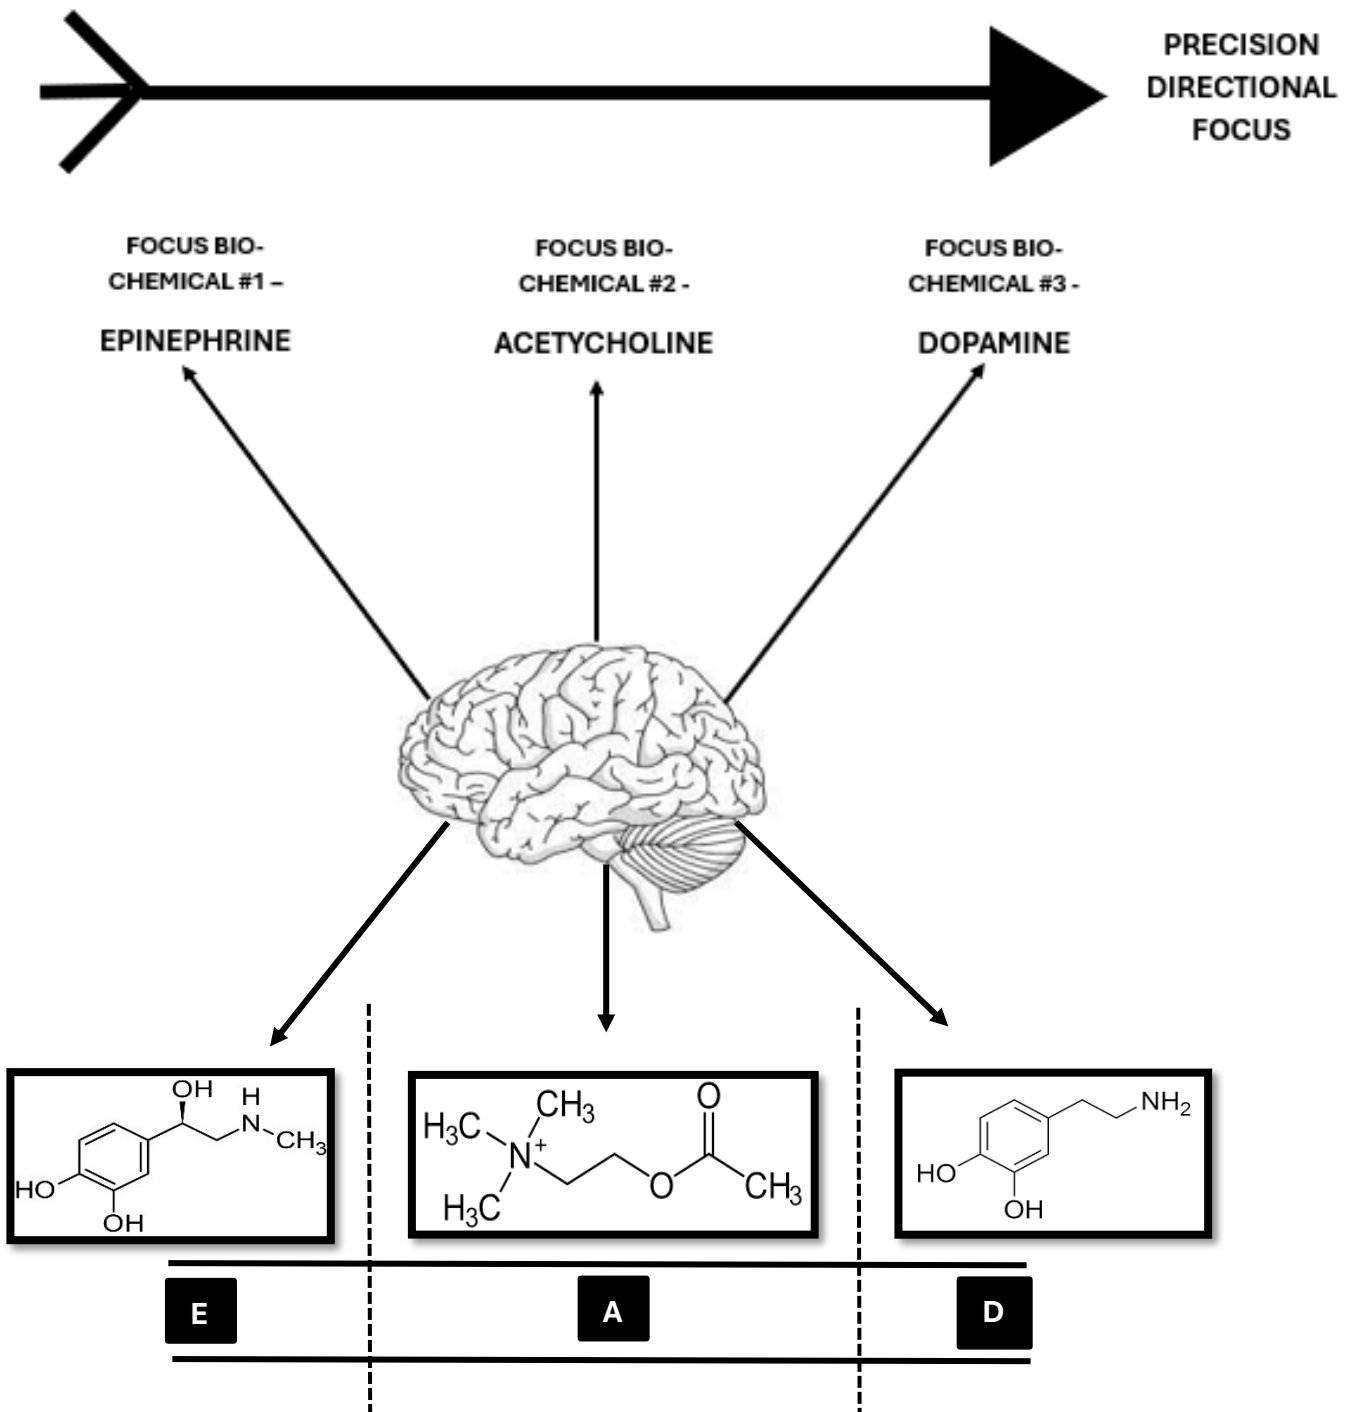 PRECISION
DIRECTIONAL
FOCUS
FOCUS BIO-
CHEMICAL #1 –
EPINEPHRINE
FOCUS BIO-
CHEMICAL #2 -
ACETYCHOLINE
FOCUS BIO-
CHEMICAL #3 -
DOPAMINE
OH
H
N
CH3
HO
OH
CH3
H3C
N+
H3C
O
O
CH3
NH2
HO
OH
E
A
D